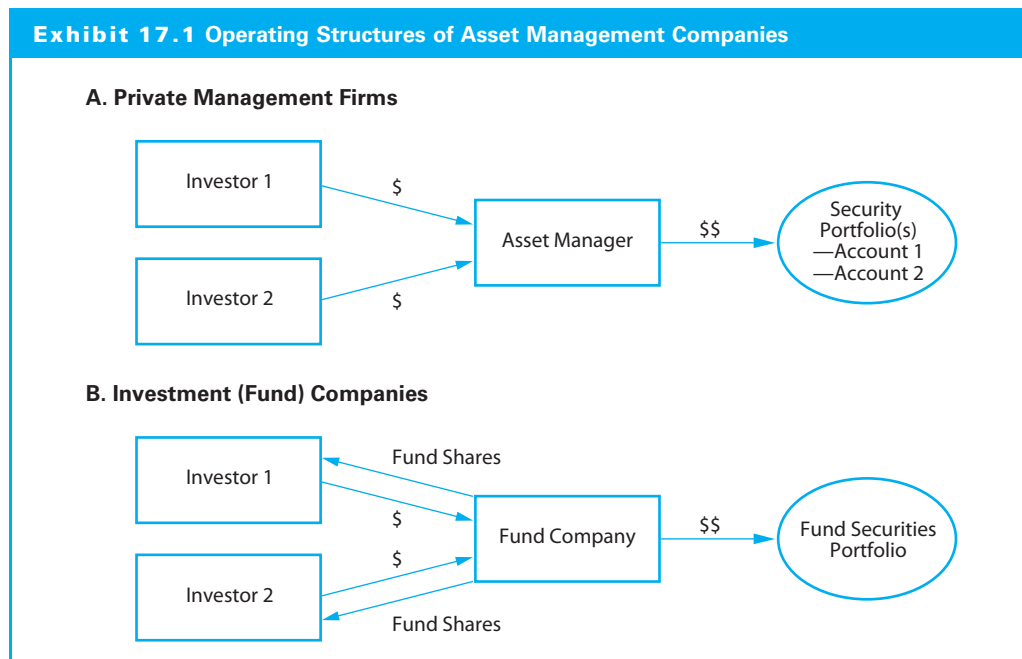 Exhibit 17.1 Operating Structures of Asset Management Companies
A. Private Management Firms
Investor 1
$
Asset Manager
$$
Security
Portfolio(s)
—Account 1
—Account 2
Investor 2
$
B. Investment (Fund) Companies
Fund Shares
Investor 1
$
Fund Company
$$
Fund Securities
Portfolio
$
Investor 2
Fund Shares